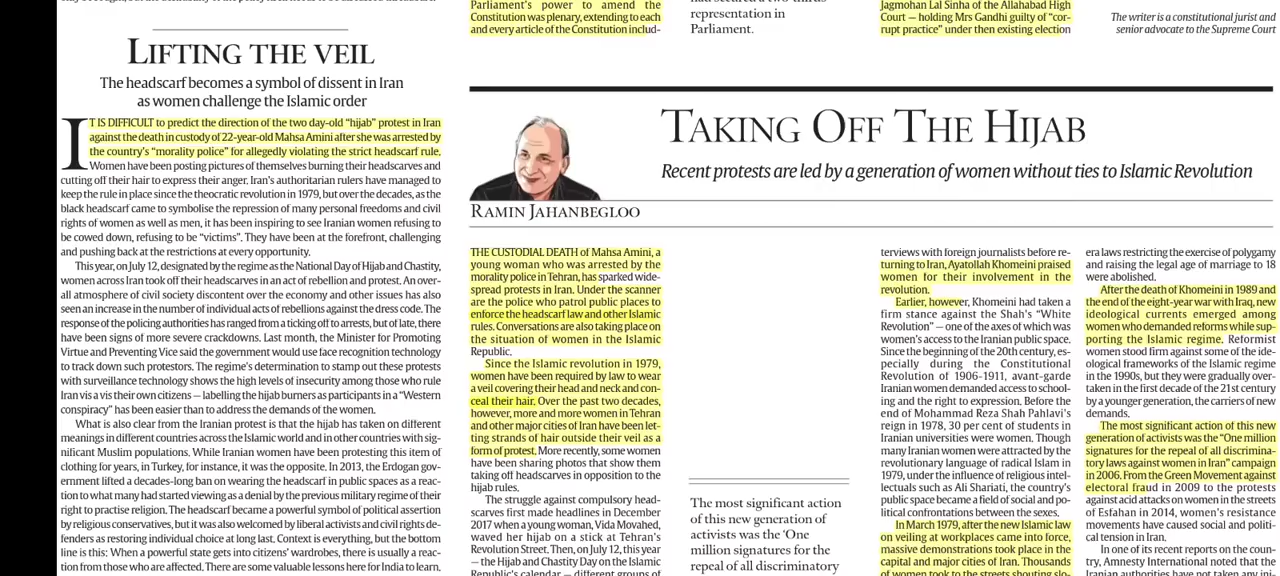 Parliament's power to amend the
Constitution was plenary, extending to each
and every article of the Constitution includ-
representation in
Parliament.
Jagmohan Lal Sinha of the Allahabad High
Court — holding Mrs Gandhi guilty of "cor-
rupt practice" under then existing election
The writer is a constitutional jurist and
senior advocate to the Supreme Court
LIFTING THE VEIL
The headscarf becomes a symbol of dissent in Iran
as women challenge the Islamic order
IT IS DIFFICULT to predict the direction of the two day-old "hijab" protest in Iran
against the death in custody of 22-year-old Mahsa Amini after she was arrested by
the country's "morality police" for allegedly violating the strict headscarf rule.
Women have been posting pictures of themselves burning their headscarves and
cutting off their hair to express their anger. Iran's authoritarian rulers have managed to
keep the rule in place since the theocratic revolution in 1979, but over the decades, as the
black headscarf came to symbolise the repression of many personal freedoms and civil
rights of women as well as men, it has been inspiring to see Iranian women refusing to
be cowed down, refusing to be "victims". They have been at the forefront, challenging
and pushing back at the restrictions at every opportunity.
This year, on July 12, designated by the regime as the National Day of Hijab and Chastity,
women across Iran took off their headscarves in an act of rebellion and protest. An over-
all atmosphere of civil society discontent over the economy and other issues has also
seen an increase in the number of individual acts of rebellions against the dress code. The
response of the policing authorities has ranged from a ticking off to arrests, but of late, there
have been signs of more severe crackdowns. Last month, the Minister for Promoting
Virtue and Preventing Vice said the government would use face recognition technology
to track down such protestors. The regime's determination to stamp out these protests
with surveillance technology shows the high levels of insecurity among those who rule
Iran vis a vis their own citizens — labelling the hijab burners as participants in a "Western
conspiracy" has been easier than to address the demands of the women.
What is also clear from the Iranian protest is that the hijab has taken on different
meanings in different countries across the Islamic world and in other countries with sig-
nificant Muslim populations. While Iranian women have been protesting this item of
clothing for years, in Turkey, for instance, it was the opposite. In 2013, the Erdogan gov-
ernment lifted a decades-long ban on wearing the headscarf in public spaces as a reac-
tion to what many had started viewing as a denial by the previous military regime of their
right to practise religion. The headscarf became a powerful symbol of political assertion
by religious conservatives, but it was also welcomed by liberal activists and civil rights de-
fenders as restoring individual choice at long last. Context is everything, but the bottom
line is this: When a powerful state gets into citizens' wardrobes, there is usually a reac-
tion from those who are affected. There are some valuable lessons here for India to learn.
TAKING OFF THE HIJAB
Recent protests are led by a generation of women without ties to Islamic Revolution
RAMIN JAHANBEGLOO
THE CUSTODIAL DEATH of Mahsa Amini, a
young woman who was arrested by the
morality police in Tehran, has sparked wide-
spread protests in Iran. Under the scanner
are the police who patrol public places to
enforce the headscarf law and other Islamic
rules. Conversations are also taking place on
the situation of women in the Islamic
Republic.
Since the Islamic revolution in 1979,
women have been required by law to wear
a veil covering their head and neck and con-
ceal their hair. Over the past two decades,
however, more and more women in Tehran
and other major cities of Iran have been let-
ting strands of hair outside their veil as a
form of protest. More recently, some women
have been sharing photos that show them
taking off headscarves in opposition to the
hijab rules.
The struggle against compulsory head-
scarves first made headlines in December
2017 when a young woman, Vida Movahed,
waved her hijab on a stick at Tehran's
Revolution Street. Then, on July 12, this year
— the Hijab and Chastity Day on the Islamic
Republic's calendar — different groups of
The most significant action
of this new generation of
activists was the 'One
million signatures for the
repeal of all discriminatory
terviews with foreign journalists before re-
turning to Iran, Ayatollah Khomeini praised
women for their involvement in the
revolution.
Earlier, however, Khomeini had taken a
firm stance against the Shah's "White
Revolution" — one of the axes of which was
women's access to the Iranian public space.
Since the beginning of the 20th century, es-
pecially during the Constitutional
Revolution of 1906-1911, avant-garde
Iranian women demanded access to school-
ing and the right to expression. Before the
end of Mohammad Reza Shah Pahlavi's
reign in 1978, 30 per cent of students in
Iranian universities were women. Though
many Iranian women were attracted by the
revolutionary language of radical Islam in
1979, under the influence of religious intel-
lectuals such as Ali Shariati, the country's
public space became a field of social and po-
litical confrontations between the sexes.
In March 1979, after the new Islamic law
on veiling at workplaces came into force,
massive demonstrations took place in the
capital and major cities of Iran. Thousands
of women took to the streets shouting slo-
era laws restricting the exercise of polygamy
and raising the legal age of marriage to 18
were abolished.
After the death of Khomeini in 1989 and
the end of the eight-year war with Iraq, new
ideological currents emerged among
women who demanded reforms while sup-
porting the Islamic regime. Reformist
women stood firm against some of the ide-
ological frameworks of the Islamic regime
in the 1990s, but they were gradually over-
taken in the first decade of the 21st century
by a younger generation, the carriers of new
demands.
The most significant action of this new
generation of activists was the "One million
signatures for the repeal of all discrimina-
tory laws against women in Iran" campaign
in 2006. From the Green Movement against
electoral fraud in 2009 to the protests
against acid attacks on women in the streets
of Esfahan in 2014, women's resistance
movements have caused social and politi-
cal tension in Iran.
In one of its recent reports on the coun-
try, Amnesty International noted that the
Iranian authorities have not taken any